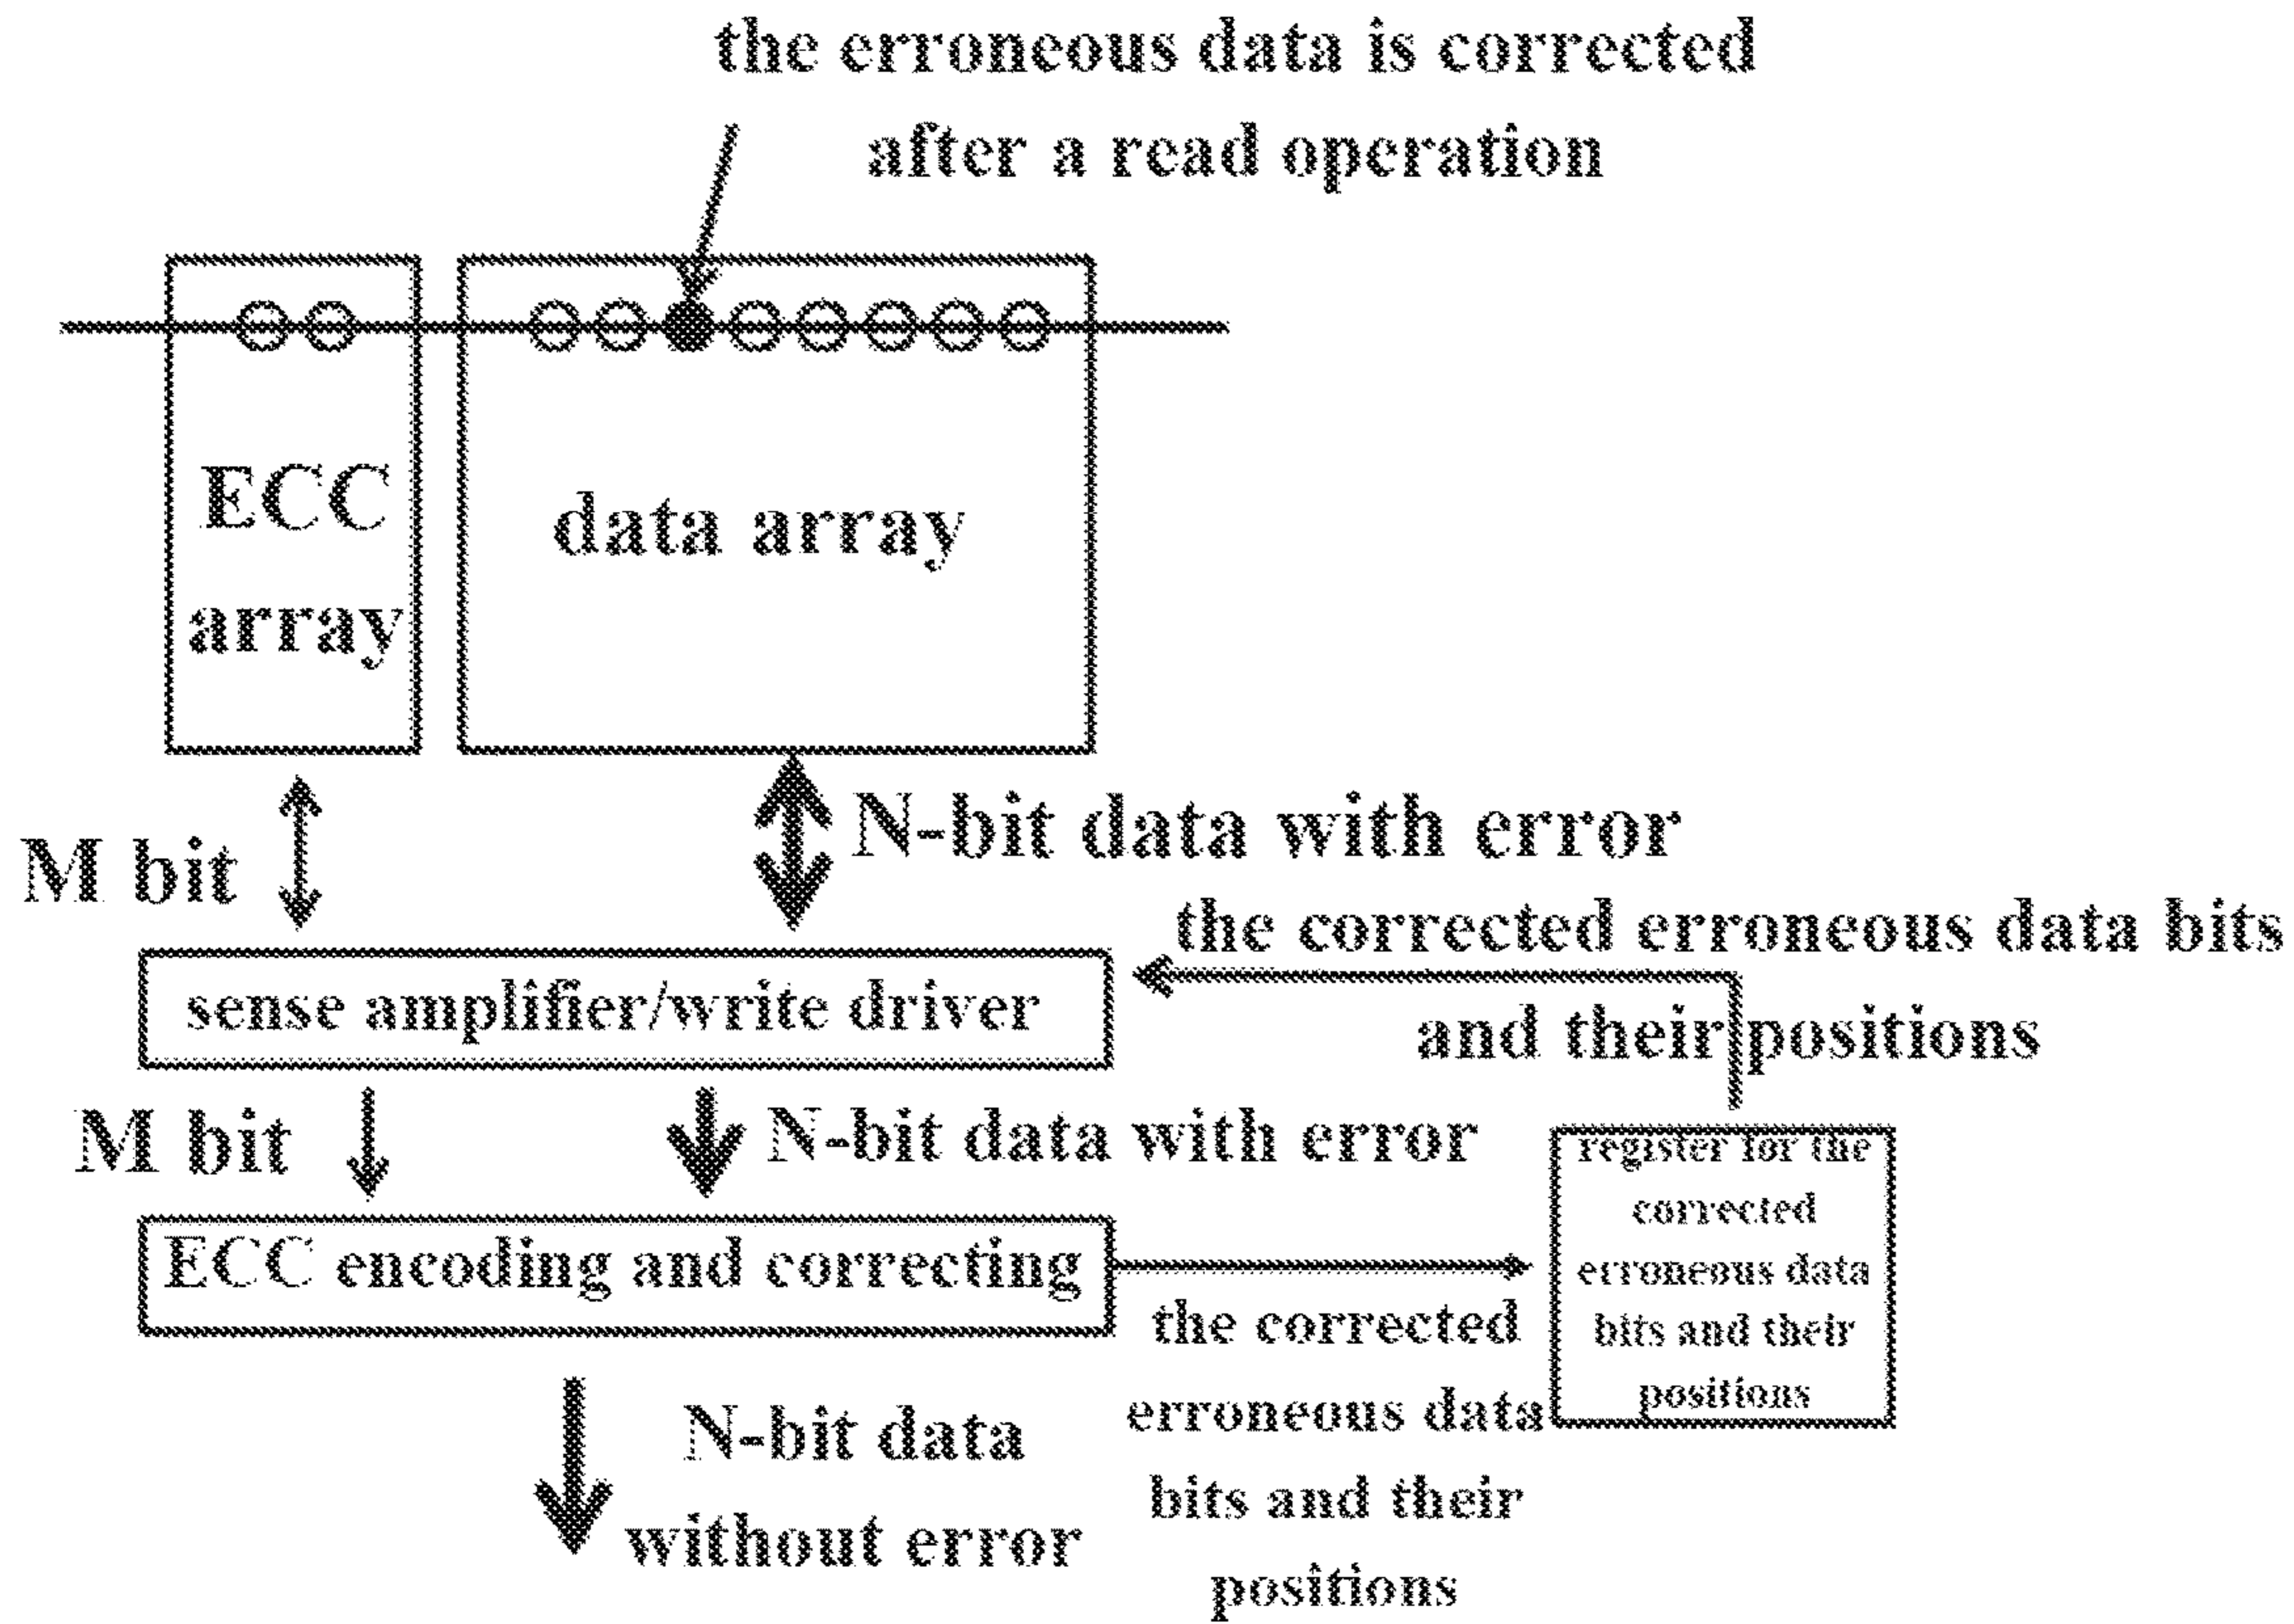 the erroneous data is corrected
after a read operation
ECC
array
data array
M bit
N-bit data with error
the corrected erroneous data bits
and their positions
sense amplifier/write driver
M bit
N-bit data with error
register for the
corrected
erroneous data
bits and their
positions
ECC encoding and correcting
the corrected
erroneous data
bits and their
positions
N-bit data
without error